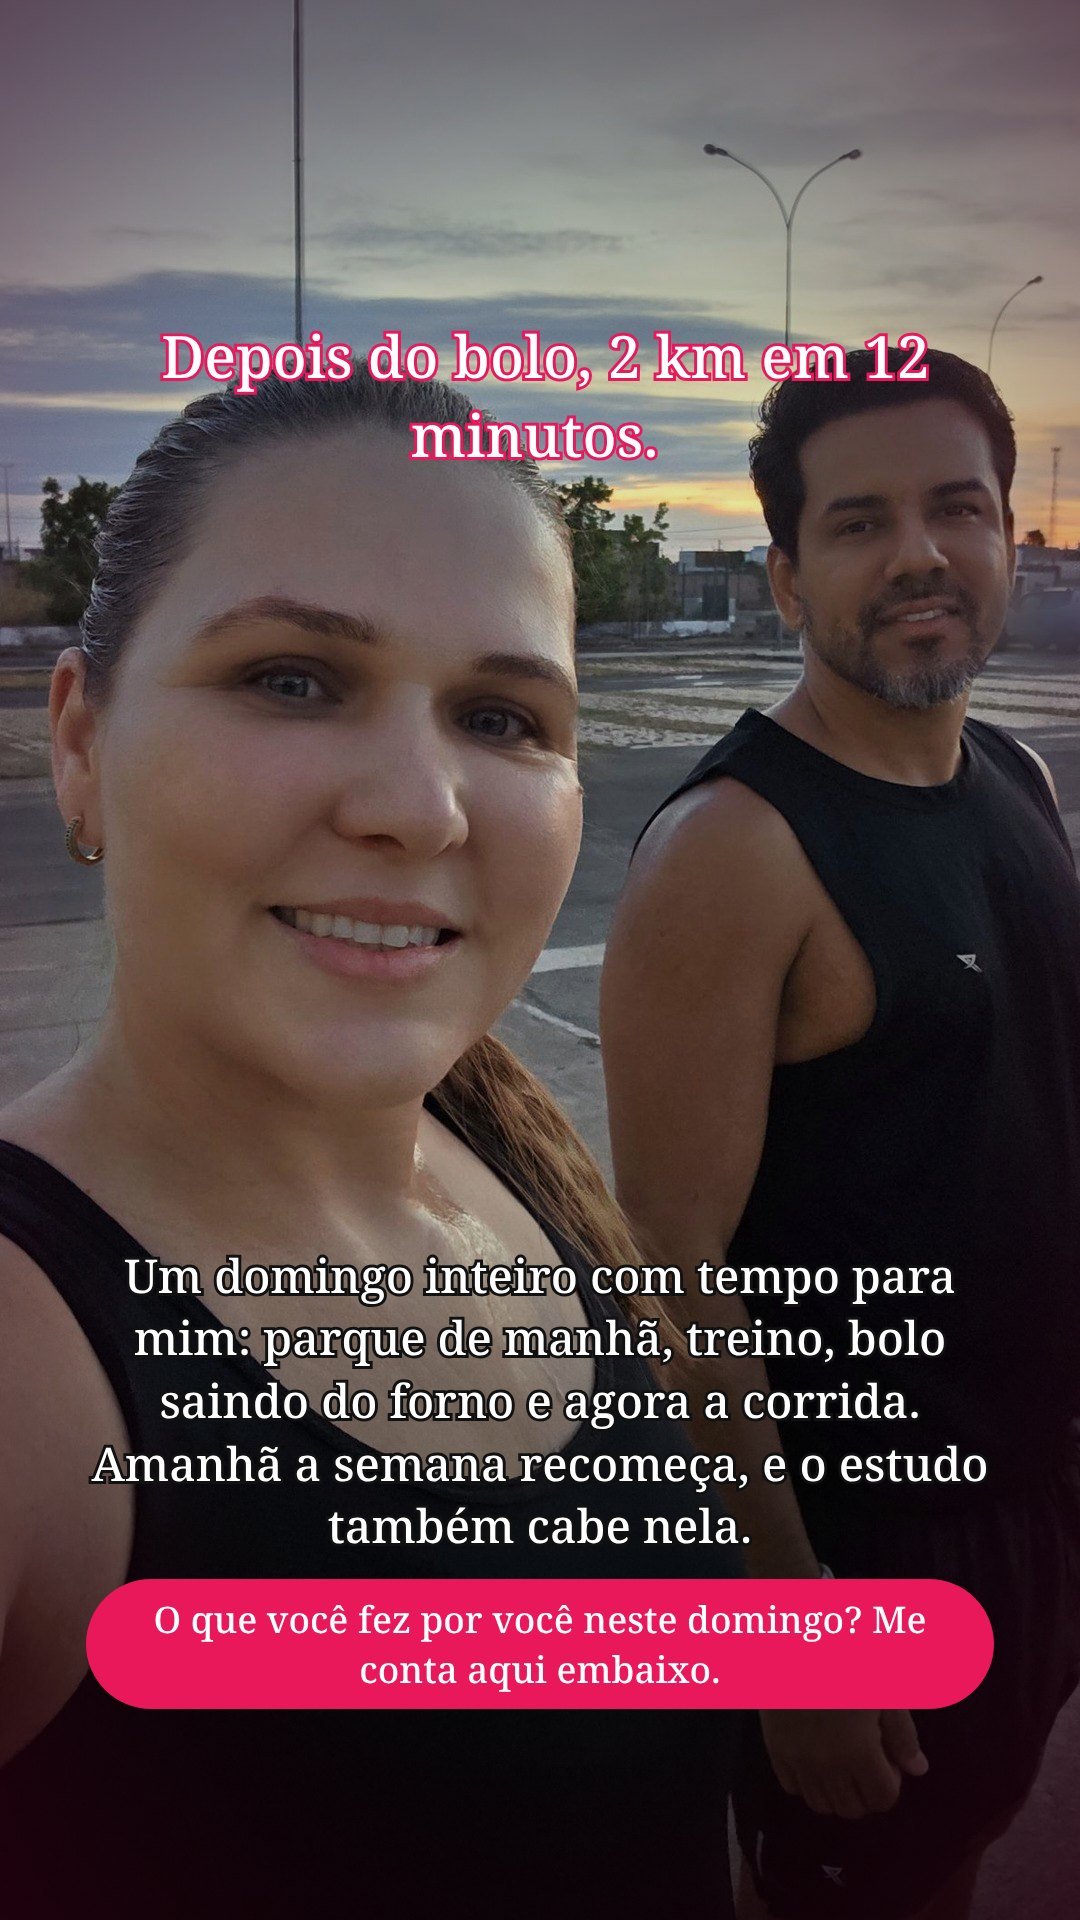 Depois do bolo, 2 km em 12
minutos.
Um domingo inteiro com tempo para
mim: parque de manhã, treino, bolo
saindo do forno e agora a corrida.
Amanhã a semana recomeça, e o estudo
também cabe nela.
O que você fez por você neste domingo? Me
conta aqui embaixo.